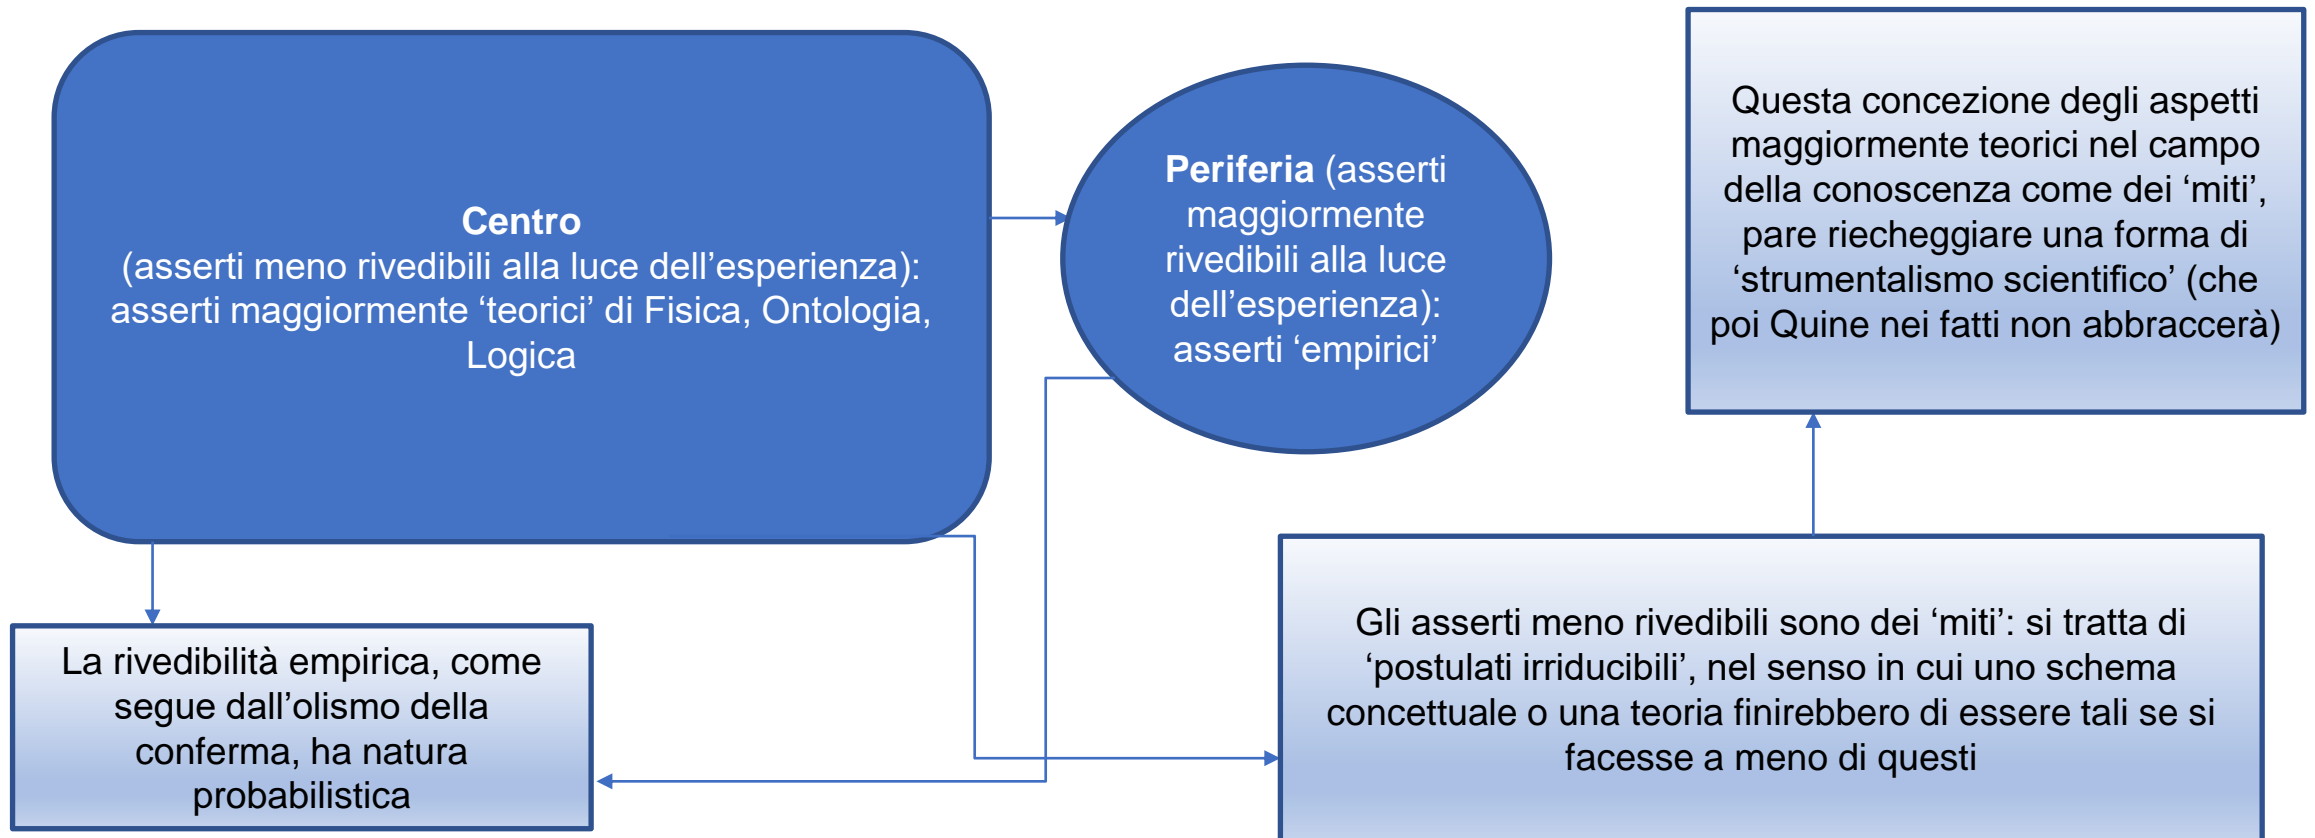 Centro
(asserti meno rivedibili alla luce dell’esperienza):
asserti maggiormente ‘teorici’ di Fisica, Ontologia,
Logica
Periferia (asserti
maggiormente
rivedibili alla luce
dell’esperienza):
asserti ‘empirici’
Questa concezione degli aspetti
maggiormente teorici nel campo
della conoscenza come dei ‘miti’,
pare riecheggiare una forma di
‘strumentalismo scientifico’ (che
poi Quine nei fatti non abbraccerà)
La rivedibilità empirica, come
segue dall’olismo della
conferma, ha natura
probabilistica
Gli asserti meno rivedibili sono dei ‘miti’: si tratta di
‘postulati irriducibili’, nel senso in cui uno schema
concettuale o una teoria finirebbero di essere tali se si
facesse a meno di questi